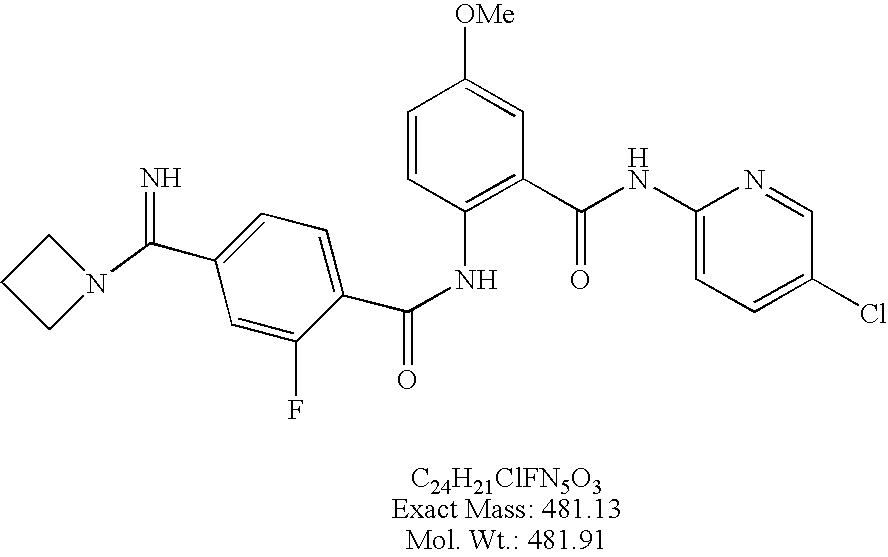 OMe
NH
H
N
N
N
NH
O
Cl
O
F
C24H21ClFN5O3
Exact Mass: 481.13
Mol. Wt.: 481.91